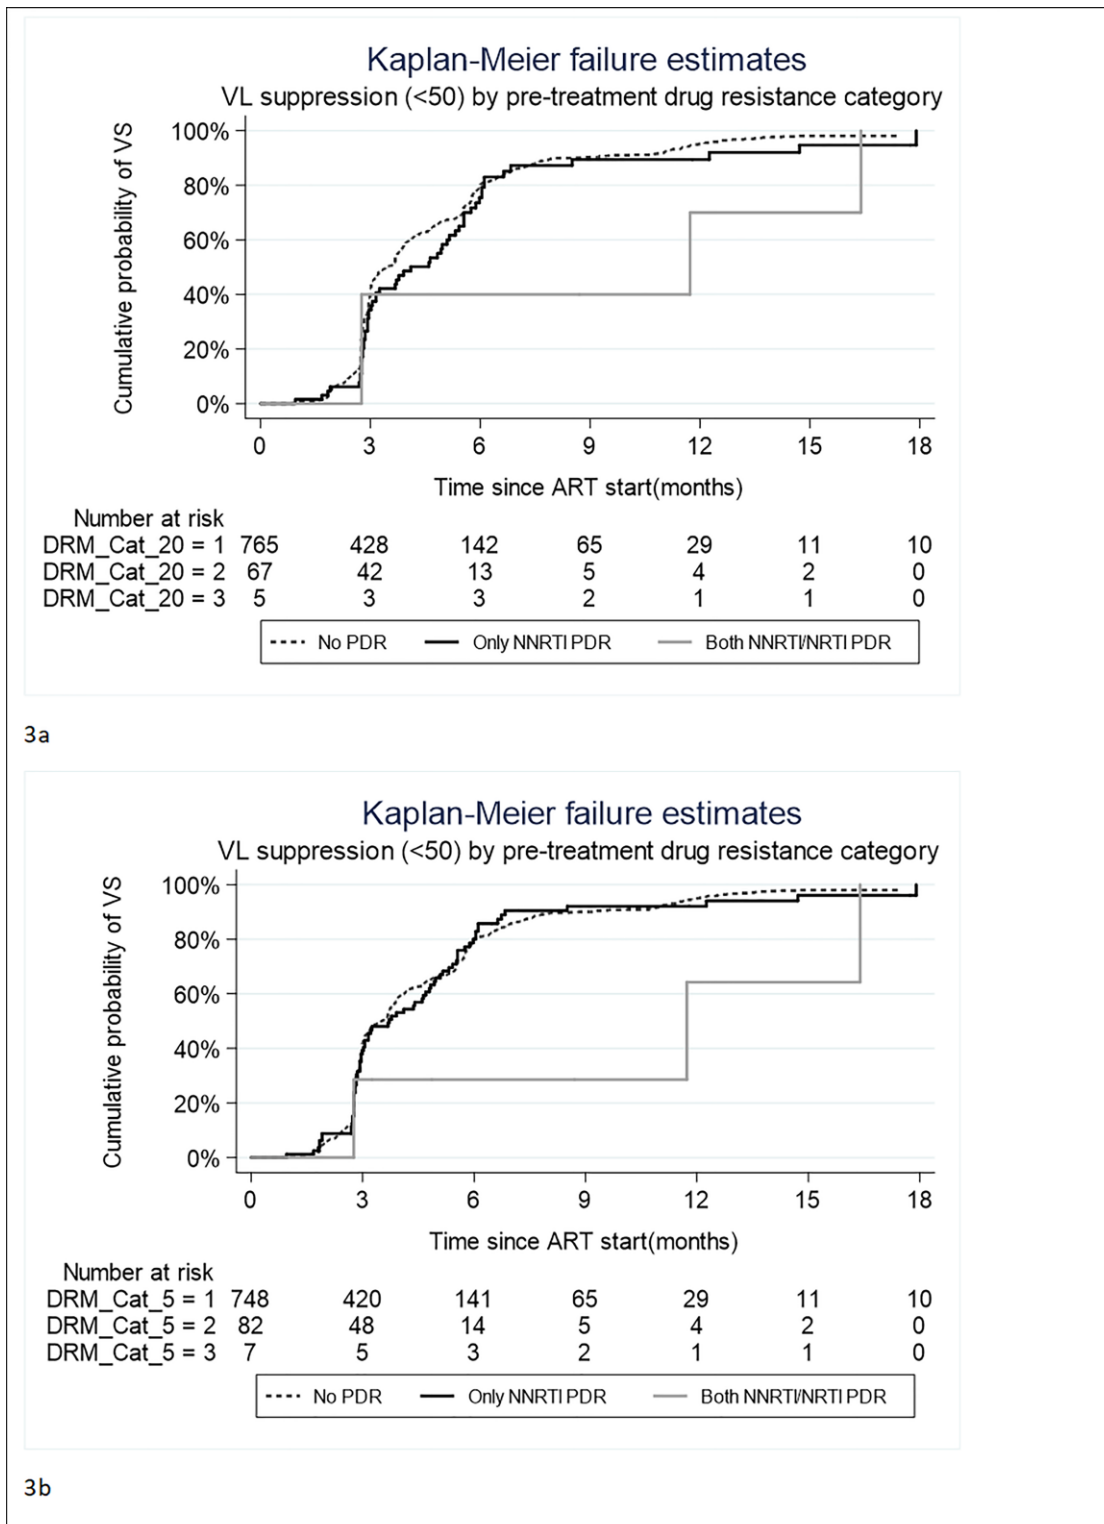 Kaplan-Meier failure estimates
VL suppression (<50) by pre-treatment drug resistance category
Cumulative probability of VS
100%
80%
60%
40%
20%
0%
0 3 6 9 12 15 18
Time since ART start(months)
Number at risk
DRM_Cat_20 = 1 765 428 142 65 29 11 10
DRM_Cat_20 = 2 67 42 13 5 4 2 0
DRM_Cat_20 = 3 5 3 3 2 1 1 0
No PDR Only NNRTI PDR Both NNRTI/NRTI PDR
3a
Kaplan-Meier failure estimates
VL suppression (<50) by pre-treatment drug resistance category
Cumulative probability of VS
100%
80%
60%
40%
20%
0%
0 3 6 9 12 15 18
Time since ART start(months)
Number at risk
DRM_Cat_5 = 1 748 420 141 65 29 11 10
DRM_Cat_5 = 2 82 48 14 5 4 2 0
DRM_Cat_5 = 3 7 5 3 2 1 1 0
No PDR Only NNRTI PDR Both NNRTI/NRTI PDR
3b